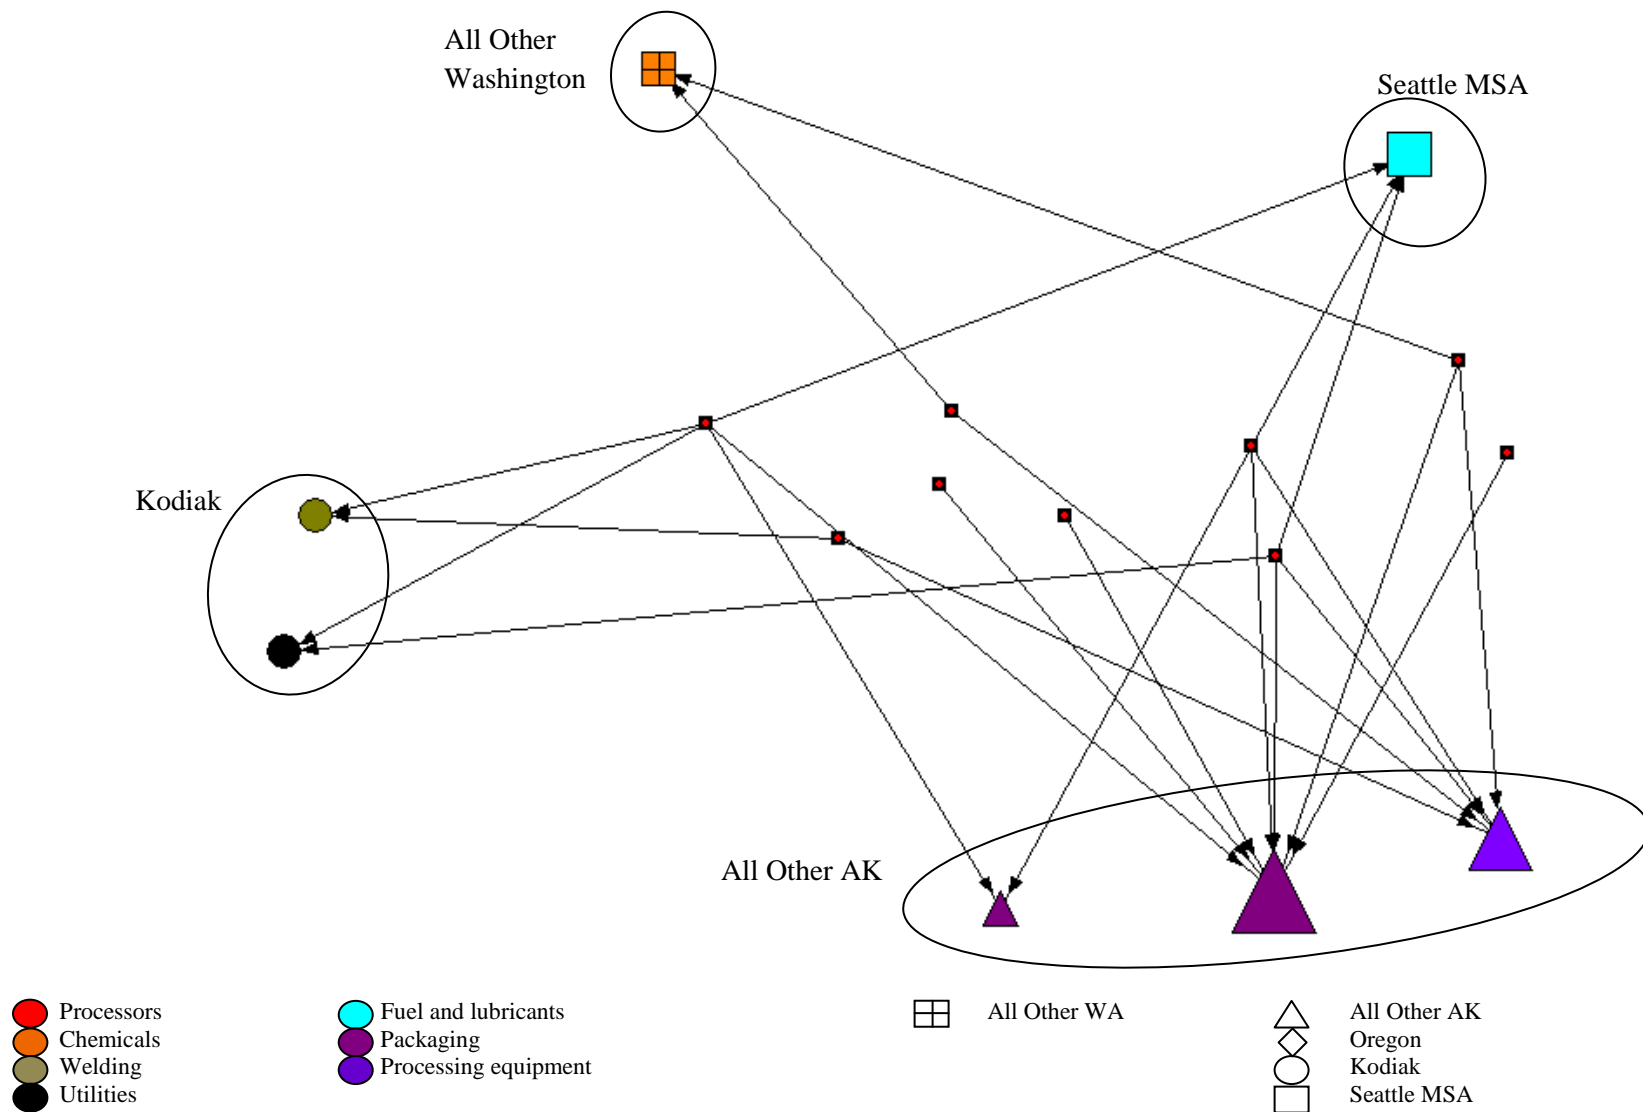 All Other
Washington
Seattle MSA
Kodiak
All Other AK
Processors
Chemicals
Welding
Utilities
Fuel and lubricants
Packaging
Processing equipment
All Other WA
All Other AK
Oregon
Kodiak
Seattle MSA